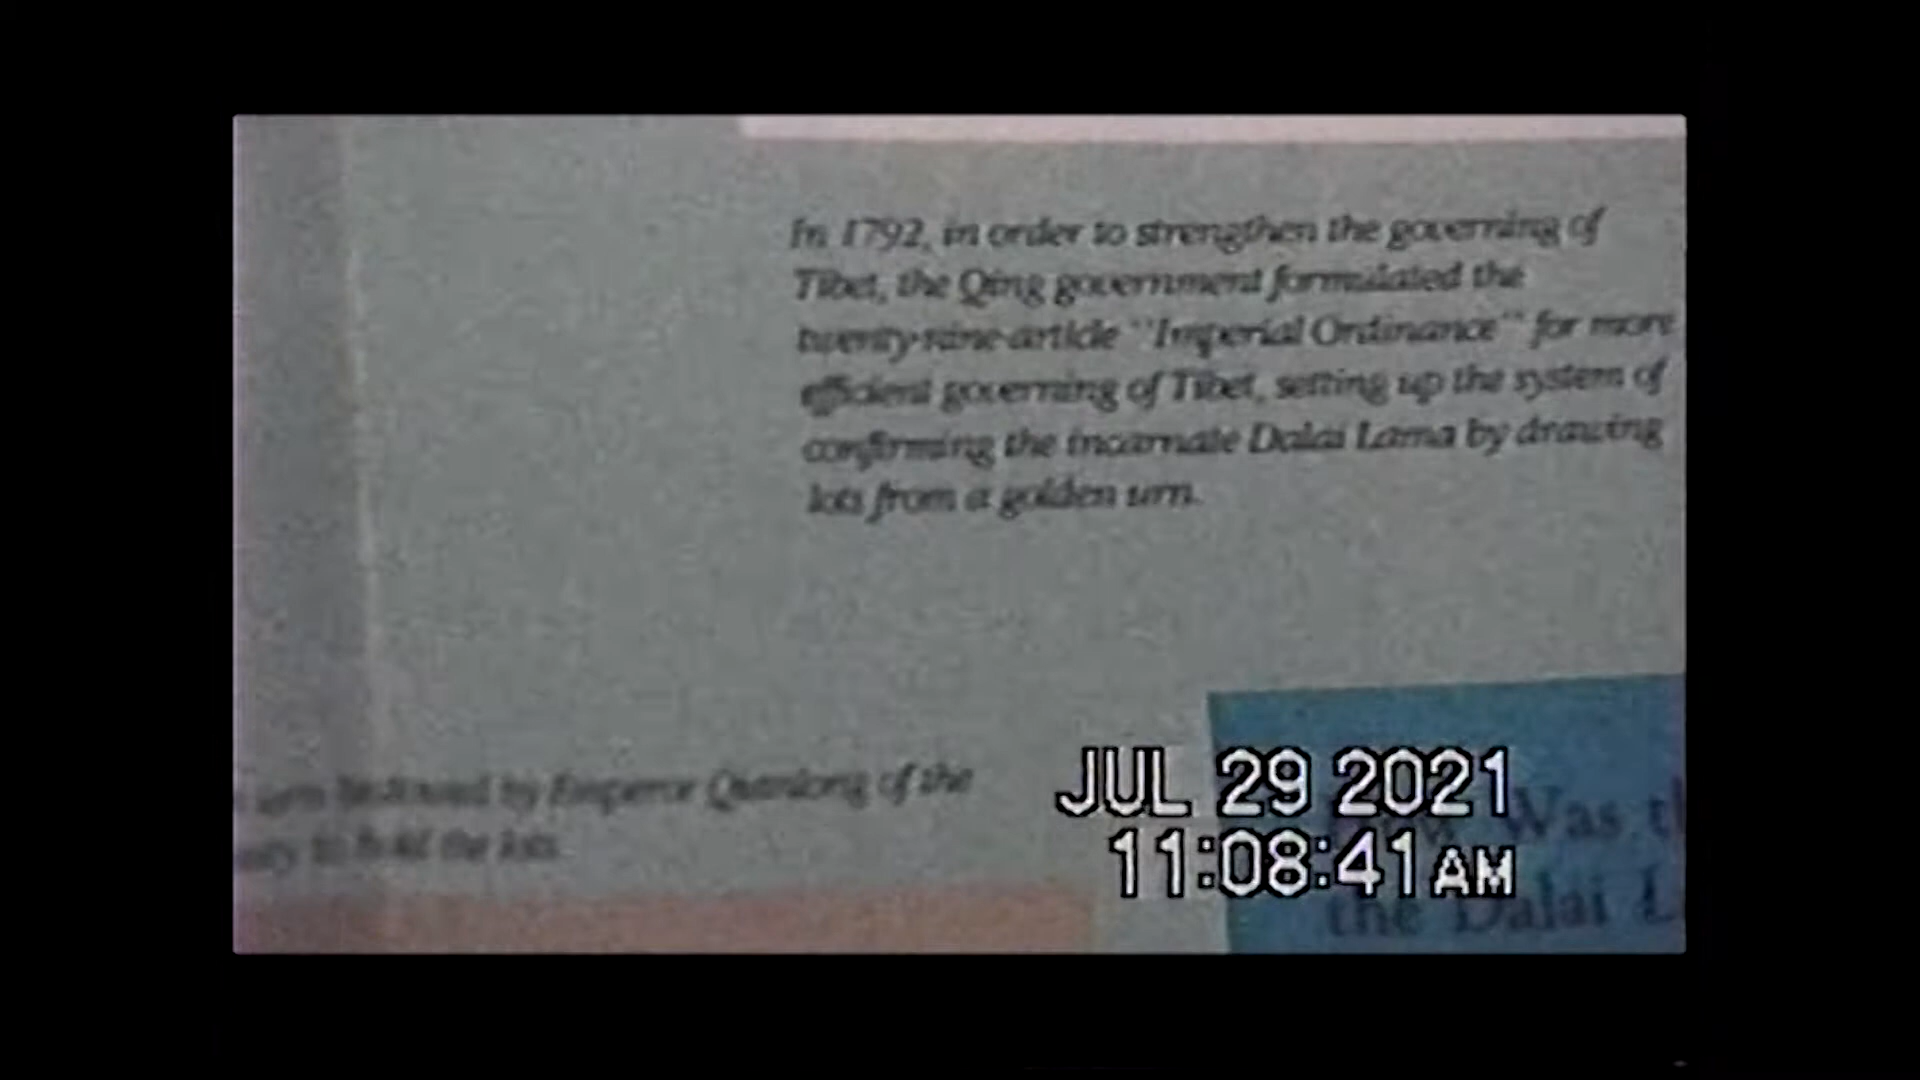 In 1792, in order to strengthen the governing of
Tibet, the Qing government formulated the
twenty-nine-article "Imperial Ordinance" for more
efficient governing of Tibet, setting up the system of
confirming the incarnate Dalai Lama by drawing
lots from a golden urn.
urn bestowed by Emperor Qianlong of the
to hold the lots
JUL 29 2021
11:08:41 AM
Was
the Dalai